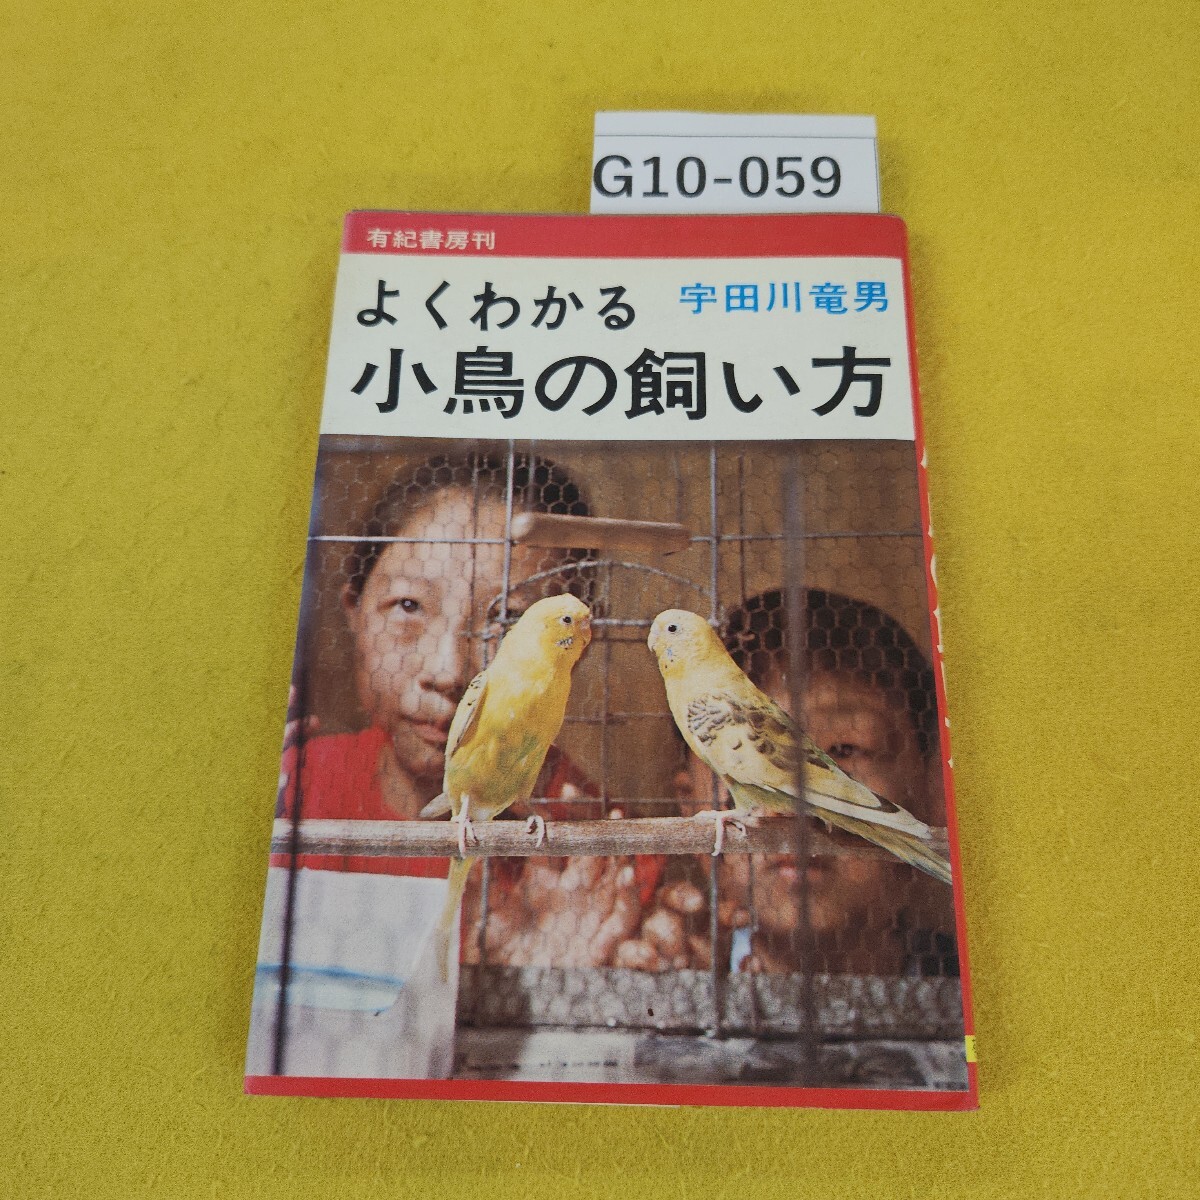 G10-059
有紀書房刊
よくわかる
宇田川竜男
小鳥の飼い方